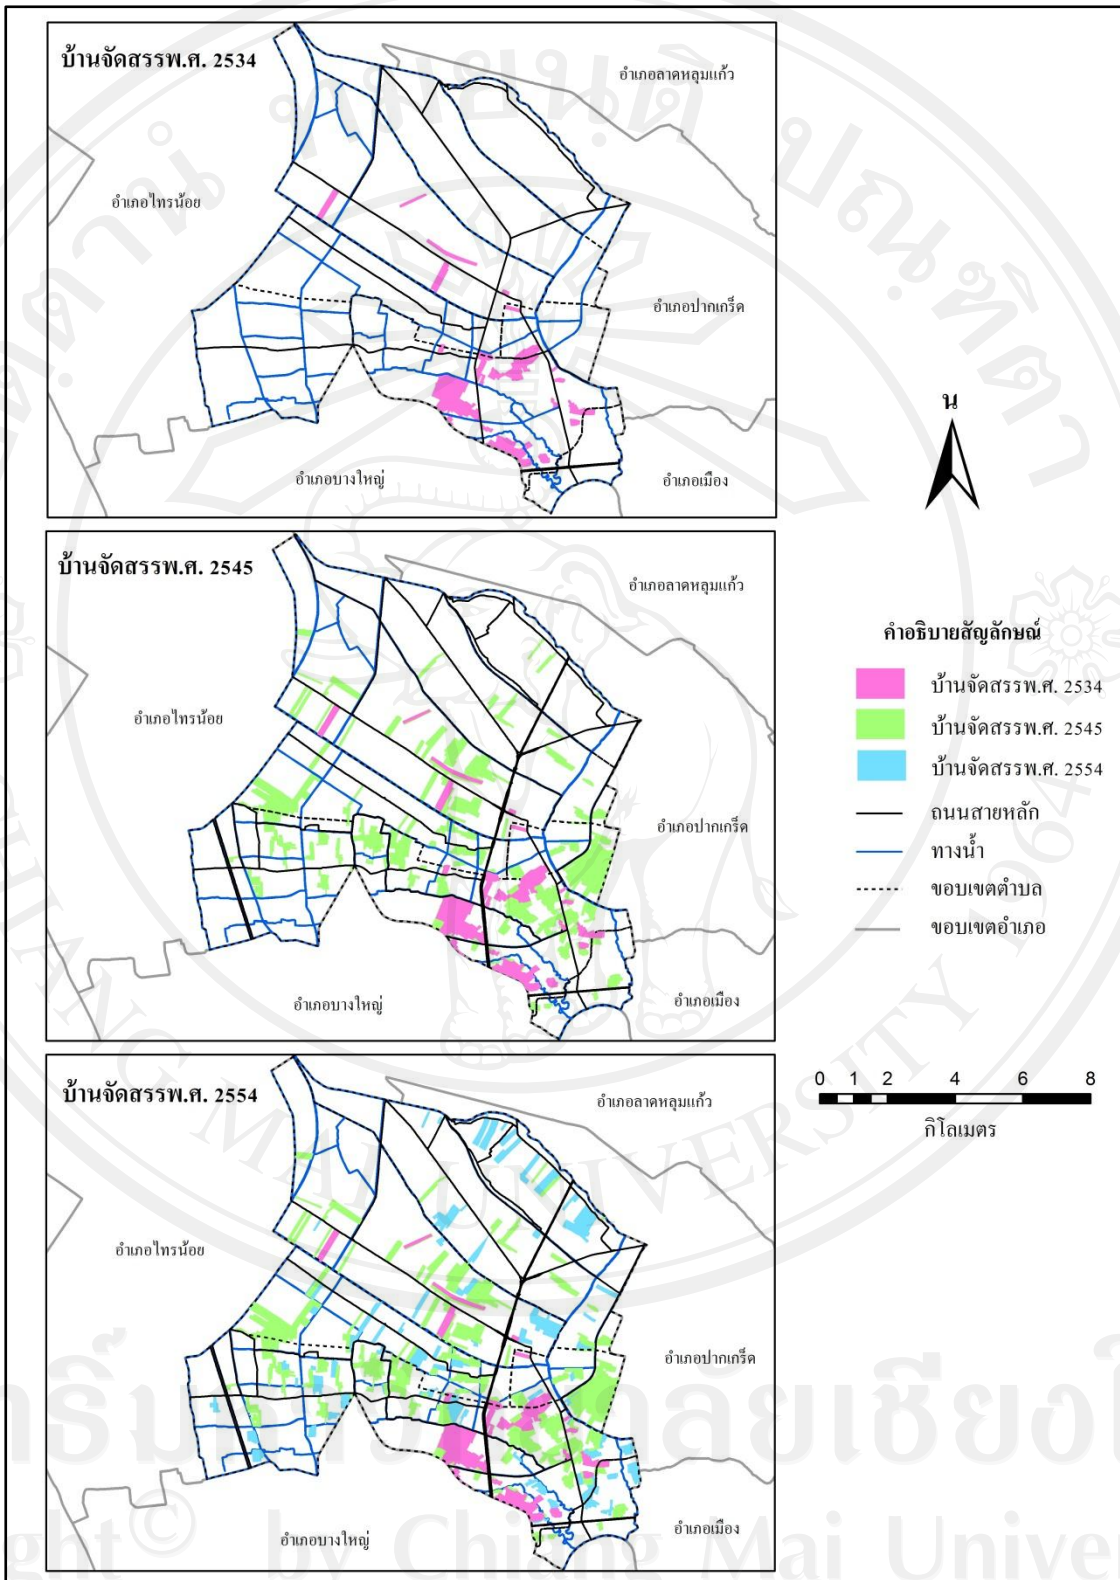 บ้านจัดสรรพ.ศ. 2534
อำเภอลาดหลุมแก้ว
อำเภอไทรน้อย
อำเภอปากเกร็ด
อำเภอบางใหญ่
อำเภอเมือง
บ้านจัดสรรพ.ศ. 2545
อำเภอลาดหลุมแก้ว
อำเภอไทรน้อย
อำเภอปากเกร็ด
อำเภอบางใหญ่
อำเภอเมือง
บ้านจัดสรรพ.ศ. 2554
อำเภอลาดหลุมแก้ว
อำเภอไทรน้อย
อำเภอปากเกร็ด
อำเภอบางใหญ่
อำเภอเมือง
น
คำอธิบายสัญลักษณ์
บ้านจัดสรรพ.ศ. 2534
บ้านจัดสรรพ.ศ. 2545
บ้านจัดสรรพ.ศ. 2554
ถนนสายหลัก
ทางน้ำ
ขอบเขตตำบล
ขอบเขตอำเภอ
0 1 2 4 6 8
กิโลเมตร
MAI UNIVERSITY 1964
by Chiang Mai